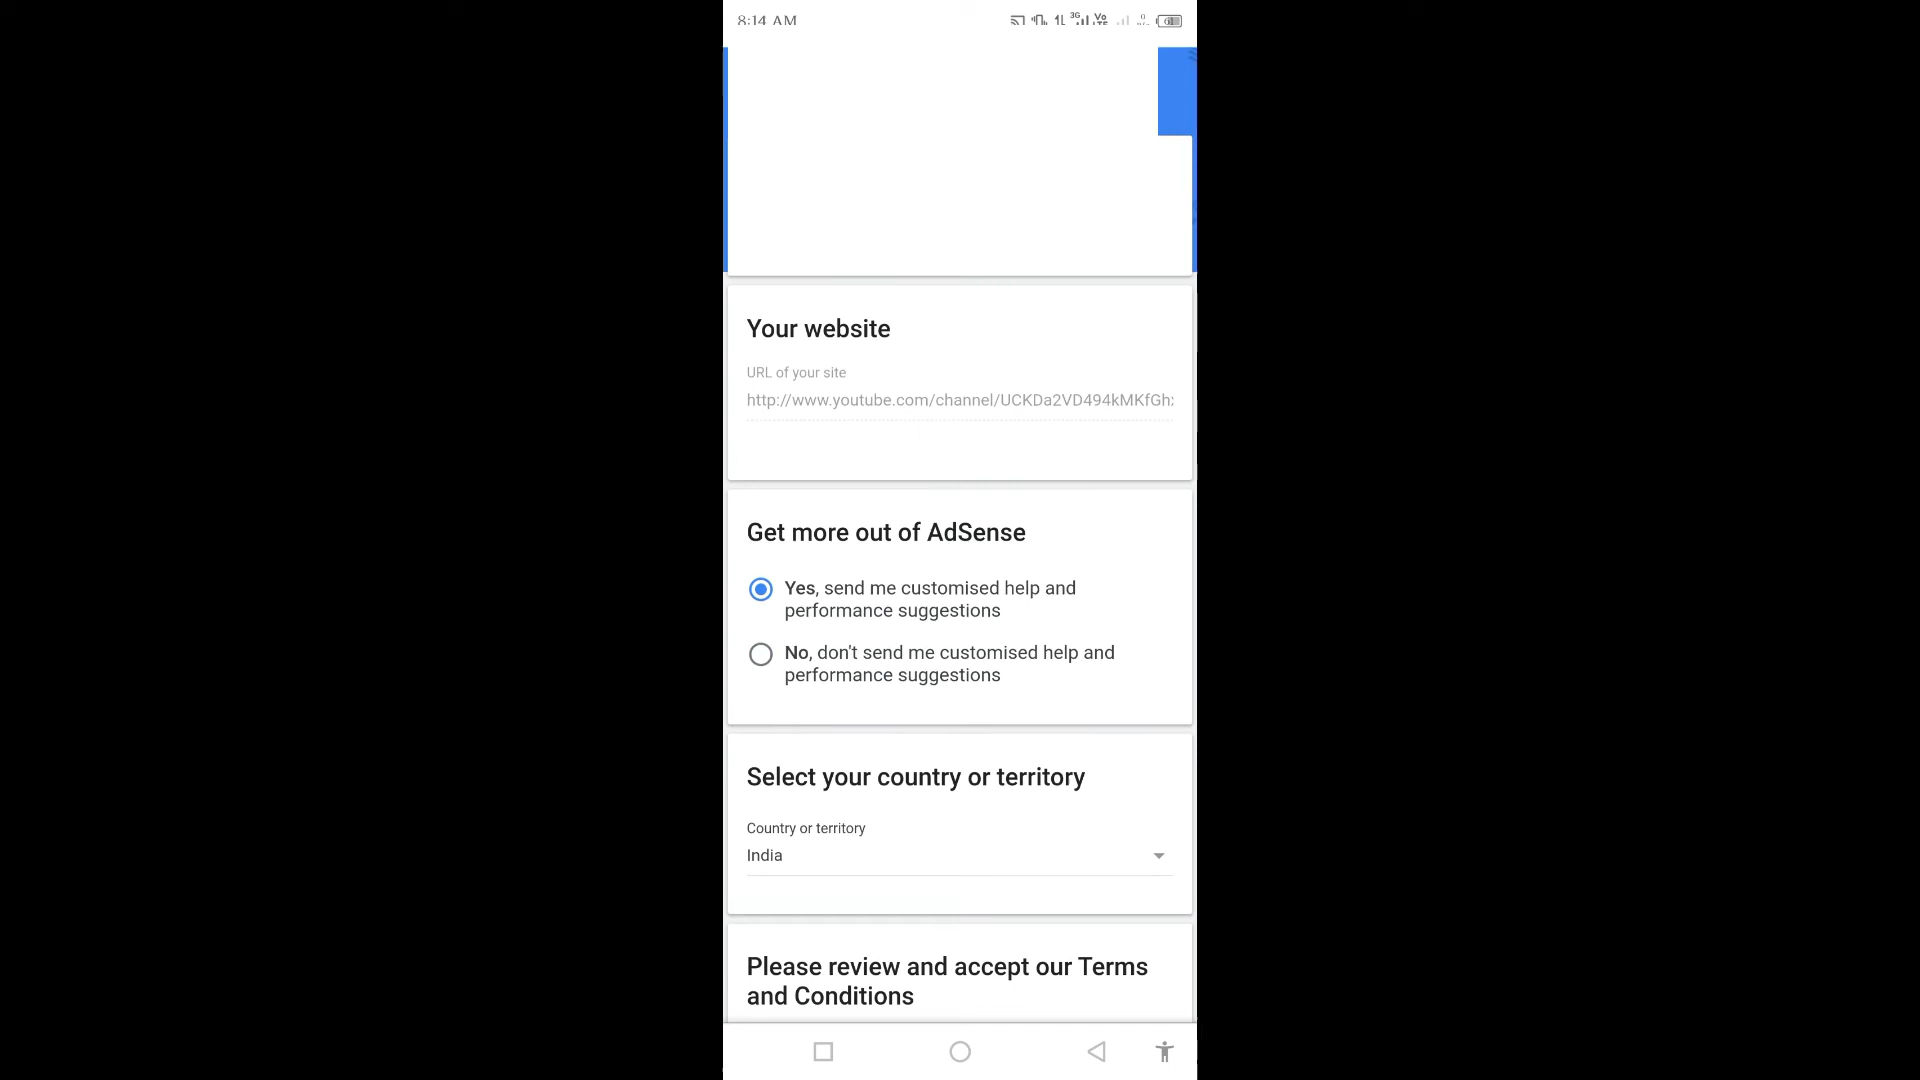 8:14 AM
3G
Vo
Your website
URL of your site
http://www.youtube.com/channel/UCKDa2VD494kMKfGh
Get more out of AdSense
Yes, send me customised help and
performance suggestions
No, don't send me customised help and
performance suggestions
Select your country or territory
Country or territory
India
Please review and accept our Terms
and Conditions